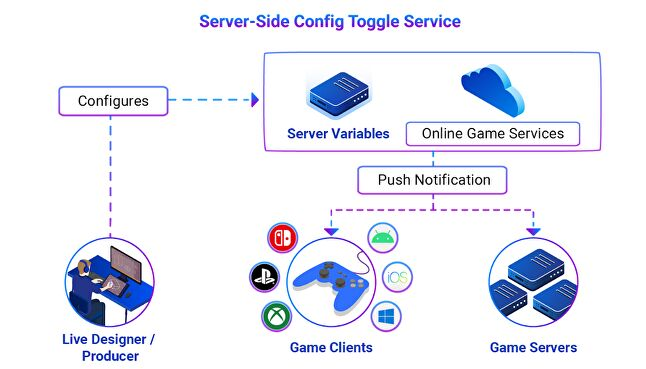 Server-Side Config Toggle Service
Configures
Server Variables
Online Game Services
Push Notification
iOS
Live Designer /
Producer
Game Clients
Game Servers